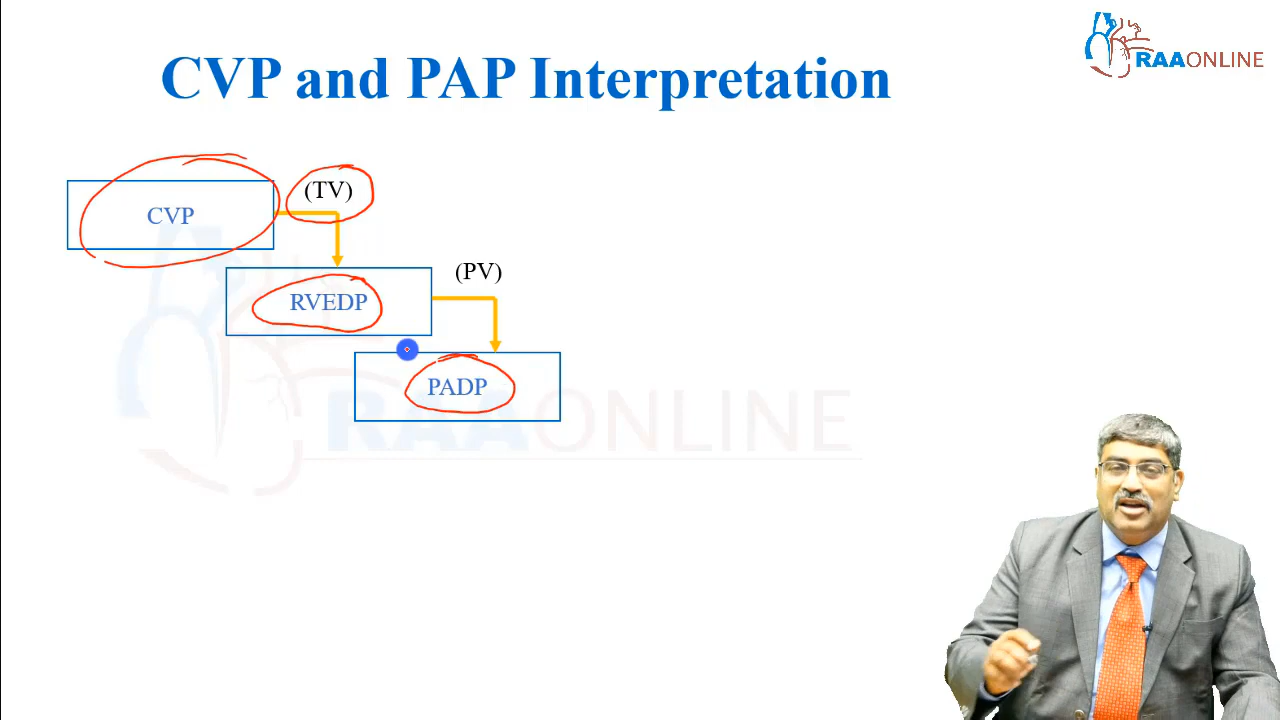 RAAONLINE
CVP and PAP Interpretation
(TV)
CVP
(PV)
RVEDP
PADP
RAAONLINE